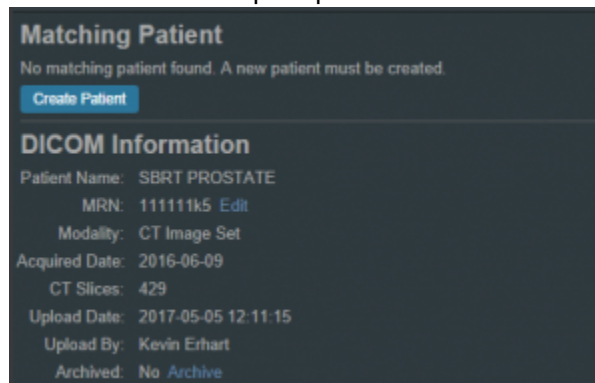 Matching Patient
No matching patient found. A new patient must be created.
Create Patient
DICOM Information
Patient Name: SBRT PROSTATE
MRN: 111111k5 Edit
Modality: CT Image Set
Acquired Date: 2016-06-09
CT Slices: 429
Upload Date: 2017-05-05 12:11:15
Upload By: Kevin Erhart
Archived: No Archive